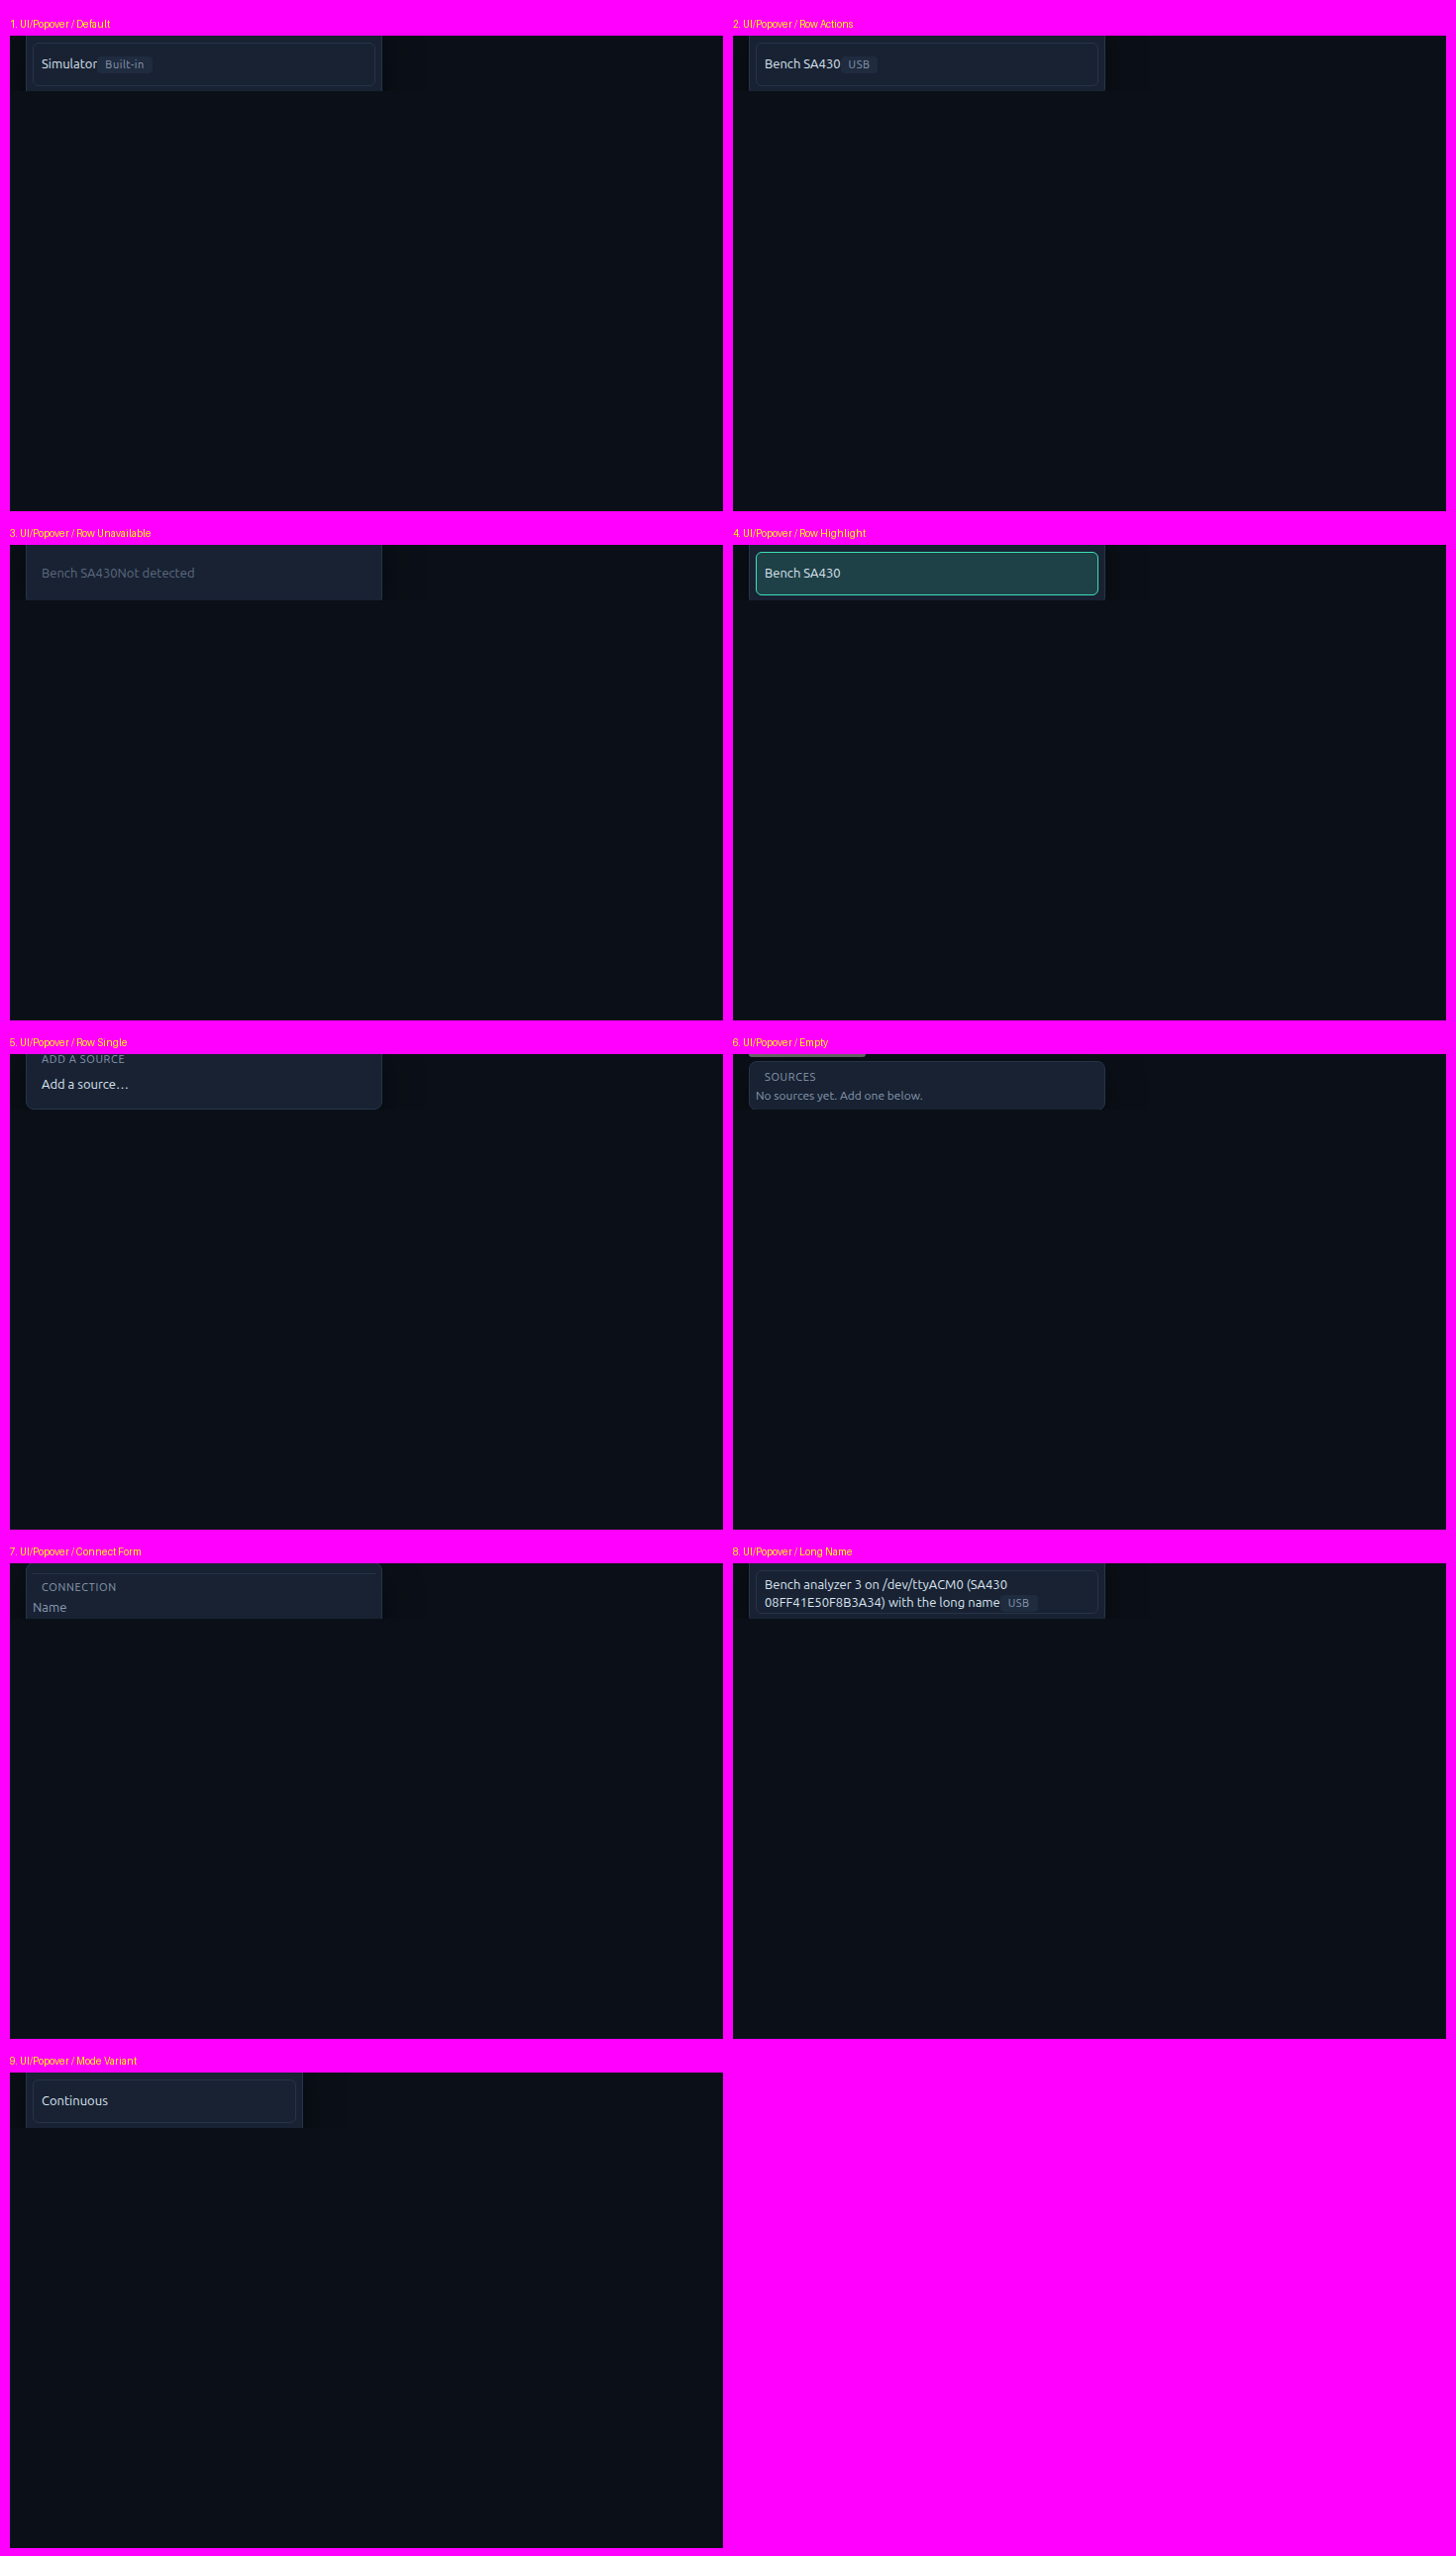 1. UI/Popover / Default
2. UI/Popover / Row Actions
Simulator Built-in
Bench SA430 USB
3. UI/Popover / Row Unavailable
4. UI/Popover / Row Highlight
Bench SA430Not detected
Bench SA430
5. UI/Popover / Row Single
6. UI/Popover / Empty
ADD A SOURCE
Add a source...
SOURCES
No sources yet. Add one below.
7. UI/Popover / Connect Form
8. UI/Popover / Long Name
CONNECTION
Name
Bench analyzer 3 on /dev/ttyACM0 (SA430
08FF41E50F8B3A34) with the long name USB
9. UI/Popover / Mode Variant
Continuous